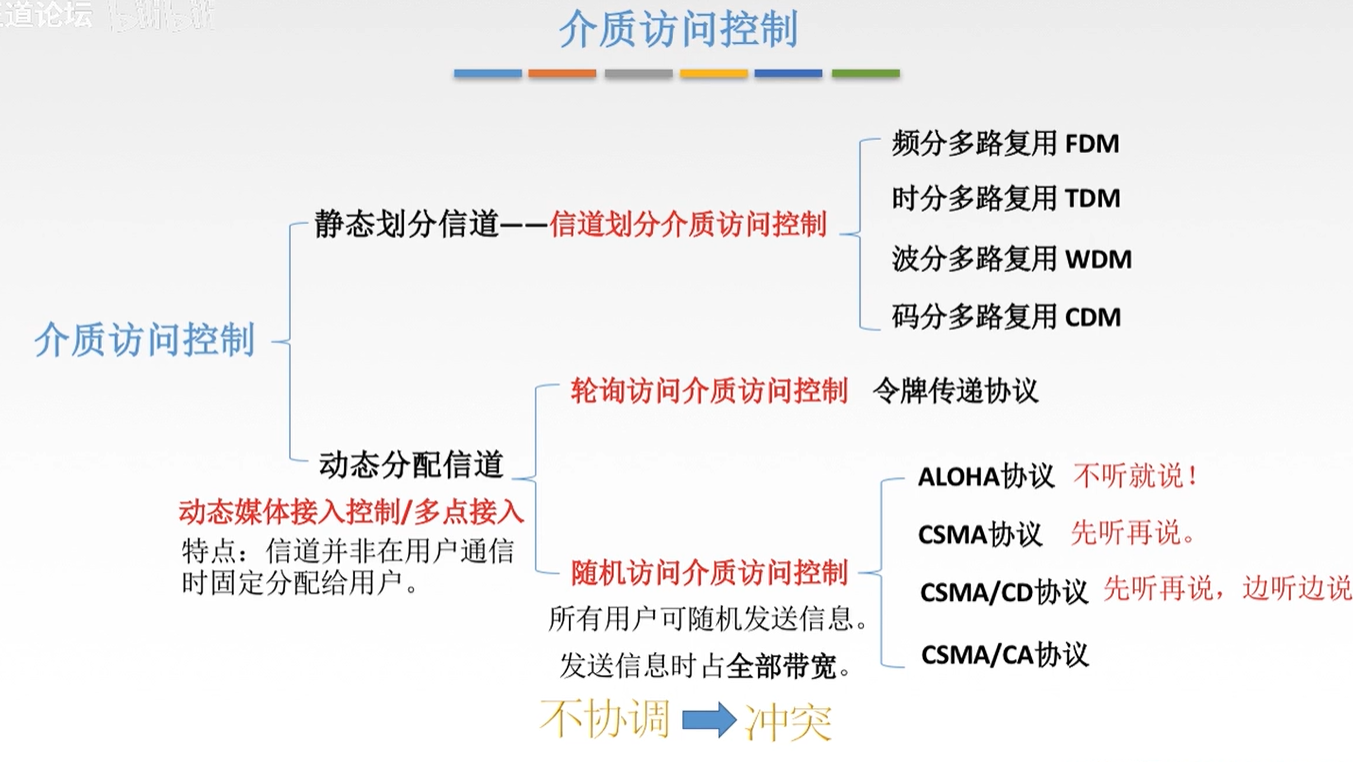 道论坛
介质访问控制
频分多路复用 FDM
时分多路复用 TDM
静态划分信道——信道划分介质访问控制
波分多路复用 WDM
码分多路复用 CDM
介质访问控制
轮询访问介质访问控制 令牌传递协议
动态分配信道
动态媒体接入控制/多点接入
特点：信道并非在用户通信
时固定分配给用户。
ALOHA协议 不听就说！
CSMA协议 先听再说。
随机访问介质访问控制
CSMA/CD协议 先听再说，边听边说
所有用户可随机发送信息。
CSMA/CA协议
发送信息时占全部带宽。
不协调 冲突